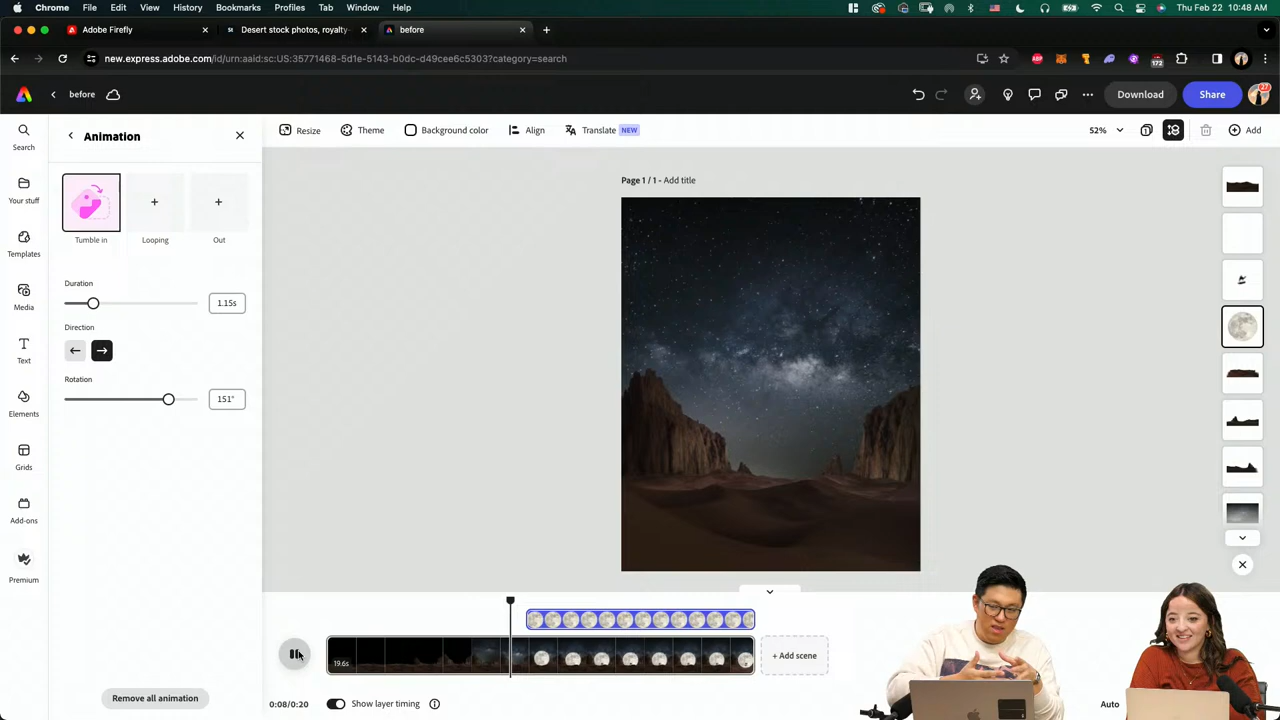 Chrome File Edit View History Bookmarks Profiles Tab Window Help
Thu Feb 22 10:48 AM
Adobe Firefly
Desert stock photos, royalty-
before
new.express.adobe.com/id/urn:aaid:sc:US:35771468-5d1a-5143-b0dc-d49cee6c5303?category=search
172
before
Download
Share
27
Search
Your stuff
Templates
Media
Text
Elements
Grids
Add-ons
Premium
Animation
Tumble in
Looping
Out
Duration
1.15s
Direction
Rotation
151°
Remove all animation
Resize
Theme
Background color
Align
Translate NEW
52%
1
Add
Page 1 / 1 - Add title
19.6s
+ Add scene
0:08/0:20
Show layer timing
Auto